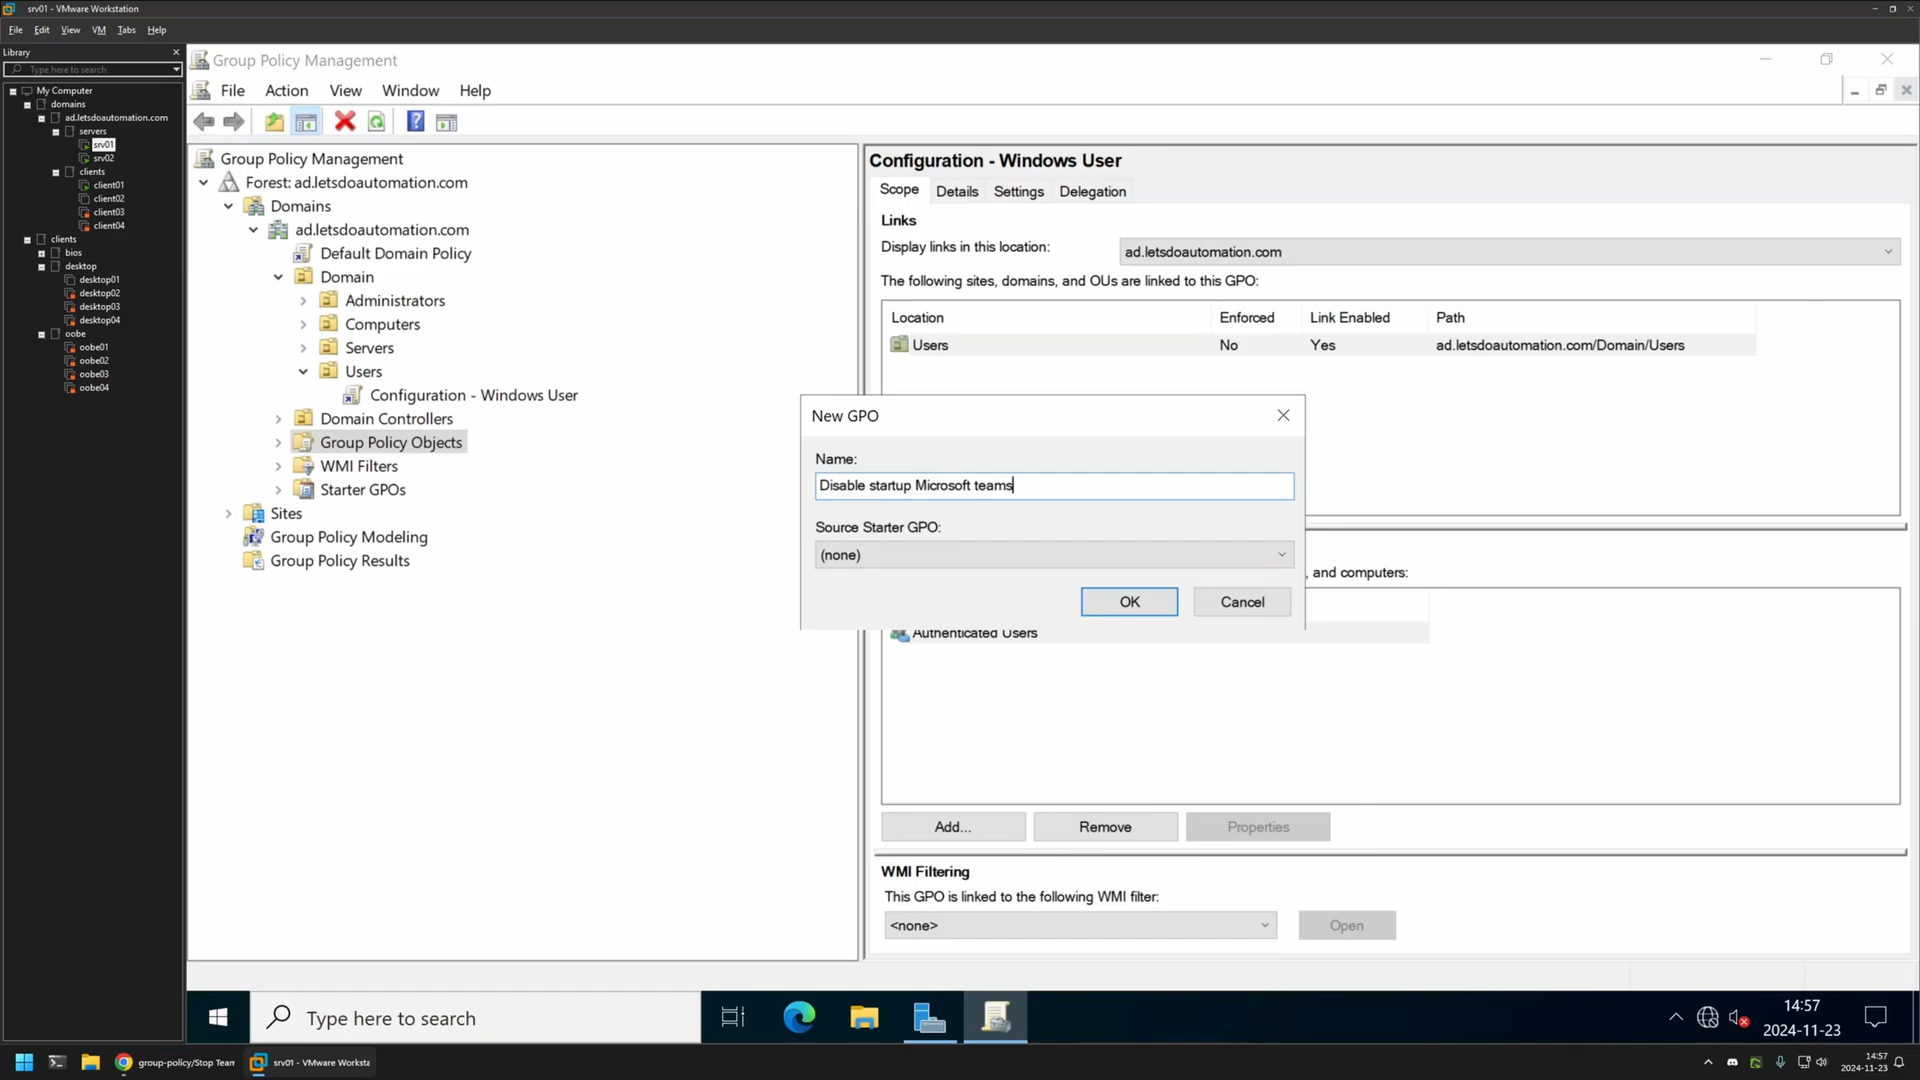 srv01 - VMware Workstation
File Edit View VM Tabs Help
Library
Type here to search
My Computer
domains
ad.letsdoautomation.com
servers
srv01
srv02
clients
client01
client02
client03
client04
clients
bios
desktop
desktop01
desktop02
desktop03
desktop04
oobe
oobe01
oobe02
oobe03
oobe04
Group Policy Management
File Action View Window Help
Group Policy Management
Forest: ad.letsdoautomation.com
Domains
ad.letsdoautomation.com
Default Domain Policy
Domain
Administrators
Computers
Servers
Users
Configuration - Windows User
Domain Controllers
Group Policy Objects
WMI Filters
Starter GPOs
Sites
Group Policy Modeling
Group Policy Results
Configuration - Windows User
Scope Details Settings Delegation
Links
Display links in this location: ad.letsdoautomation.com
The following sites, domains, and OUs are linked to this GPO:
Location Enforced Link Enabled Path
Users No Yes ad.letsdoautomation.com/Domain/Users
New GPO
Name:
Disable startup Microsoft teams
Source Starter GPO:
(none)
OK Cancel
, and computers:
Authenticated Users
Add... Remove Properties
WMI Filtering
This GPO is linked to the following WMI filter:
<none> Open
Type here to search
14:57
2024-11-23
group-policy/Stop Team
srv01 - VMware Worksta
14:57
2024-11-23